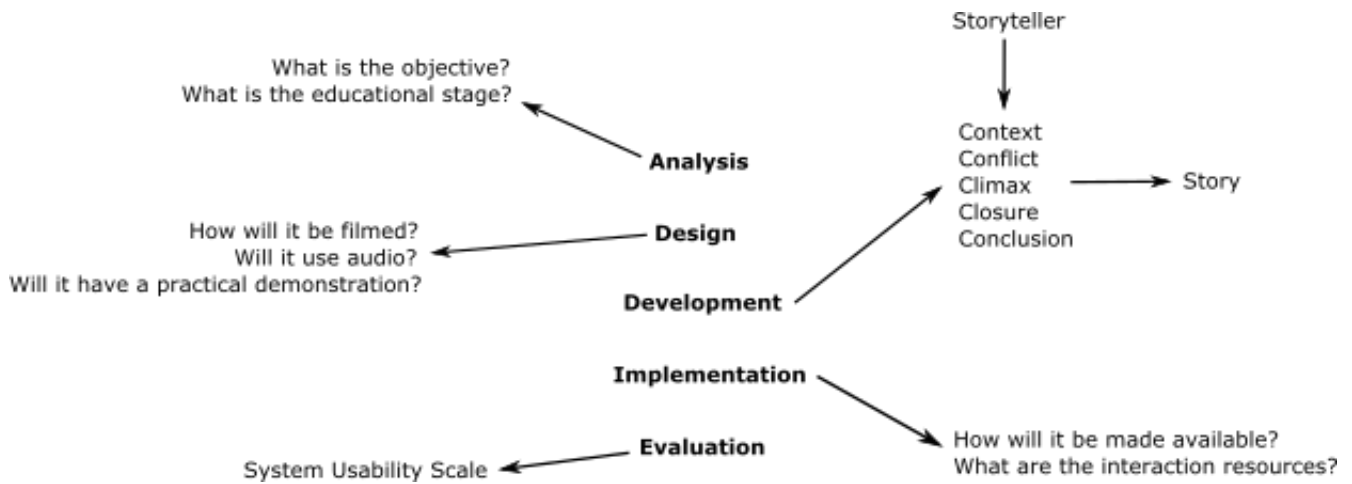 Storyteller
What is the objective?
What is the educational stage?
Analysis
Context
Conflict
Climax
Closure
Conclusion
Story
How will it be filmed?
Will it use audio?
Will it have a practical demonstration?
Design
Development
Implementation
How will it be made available?
What are the interaction resources?
Evaluation
System Usability Scale